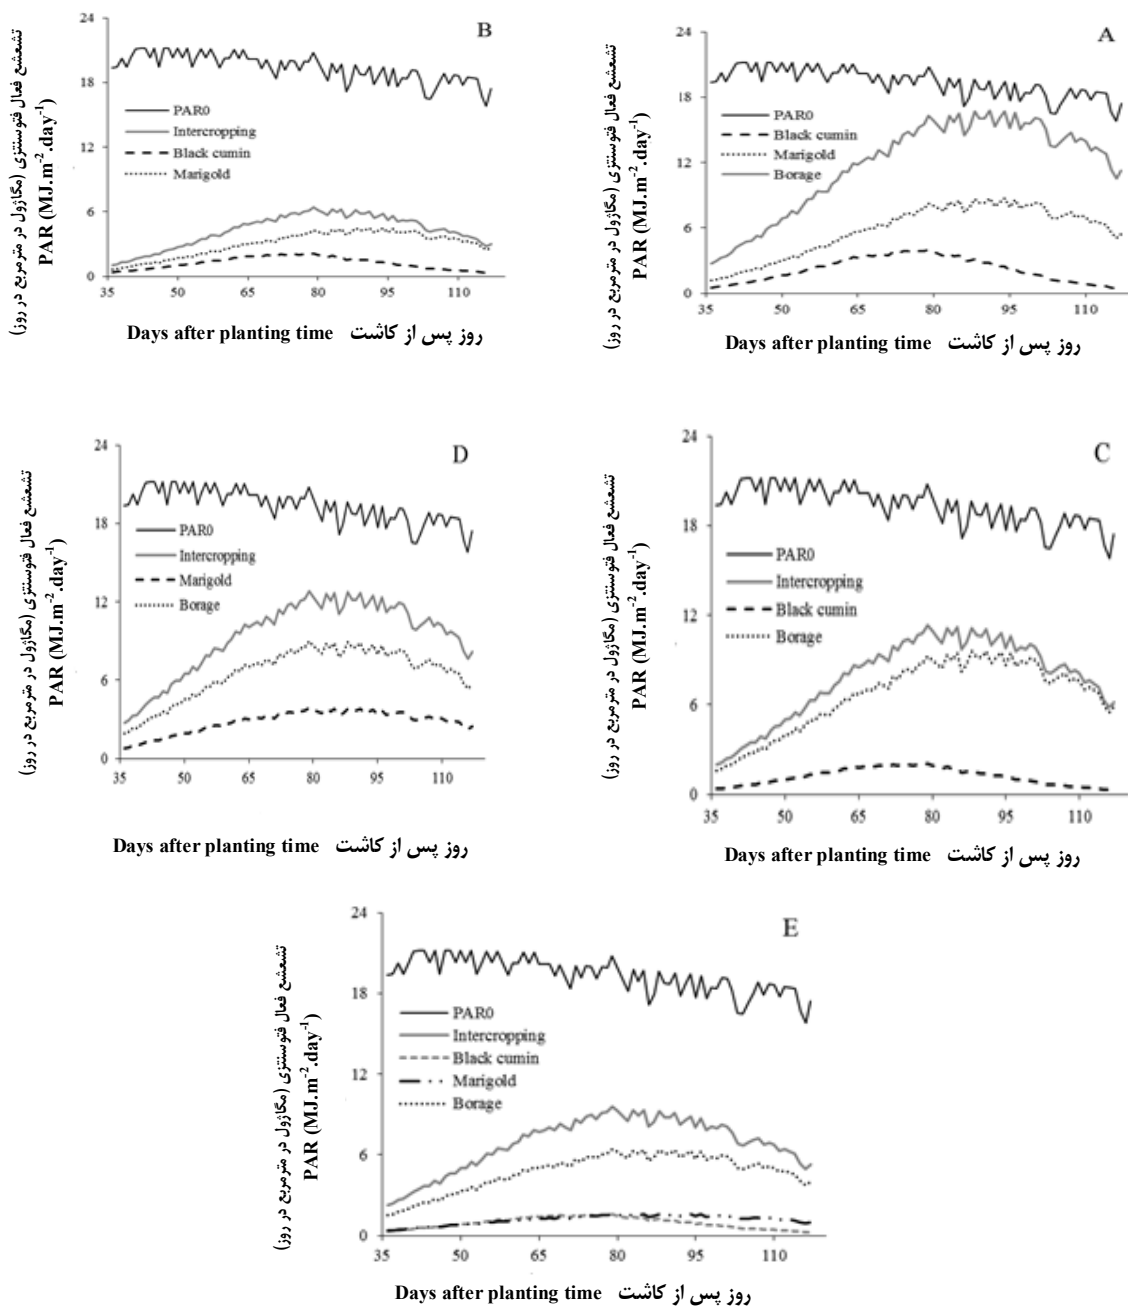 B
تشعشع فعال فتوسنتزی (مگاژول در مترمربع در روز)
PAR (MJ.m-2.day-1)
24
18
12
6
0
PAR0
Intercropping
Black cumin
Marigold
35 50 65 80 95 110
Days after planting time روز پس از کاشت
A
تشعشع فعال فتوسنتزی (مگاژول در مترمربع در روز)
PAR (MJ.m-2.day-1)
24
18
12
6
0
PAR0
Black cumin
Marigold
Borage
35 50 65 80 95 110
Days after planting time روز پس از کاشت
D
تشعشع فعال فتوسنتزی (مگاژول در مترمربع در روز)
PAR (MJ.m-2.day-1)
24
18
12
6
0
PAR0
Intercropping
Marigold
Borage
35 50 65 80 95 110
Days after planting time روز پس از کاشت
C
تشعشع فعال فتوسنتزی (مگاژول در مترمربع در روز)
PAR (MJ.m-2.day-1)
24
18
12
6
0
PAR0
Intercropping
Black cumin
Borage
35 50 65 80 95 110
Days after planting time روز پس از کاشت
E
تشعشع فعال فتوسنتزی (مگاژول در مترمربع در روز)
PAR (MJ.m-2.day-1)
24
18
12
6
0
PAR0
Intercropping
Black cumin
Marigold
Borage
35 50 65 80 95 110
Days after planting time روز پس از کاشت